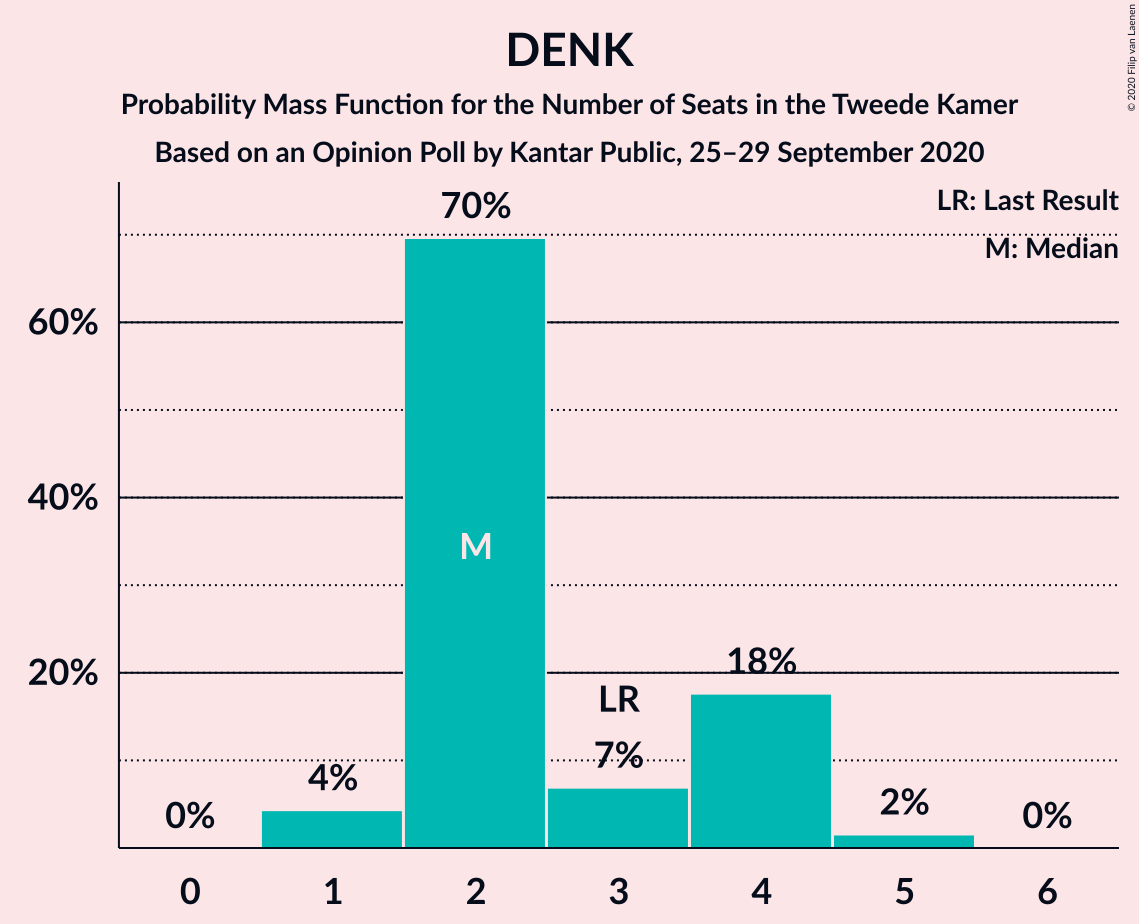 DENK
Probability Mass Function for the Number of Seats in the Tweede Kamer
Based on an Opinion Poll by Kantar Public, 25–29 September 2020
© 2020 Filip van Laenen
LR: Last Result
M: Median
60%
40%
20%
0%
4%
70%
M
LR
7%
18%
2%
0%
0 1 2 3 4 5 6